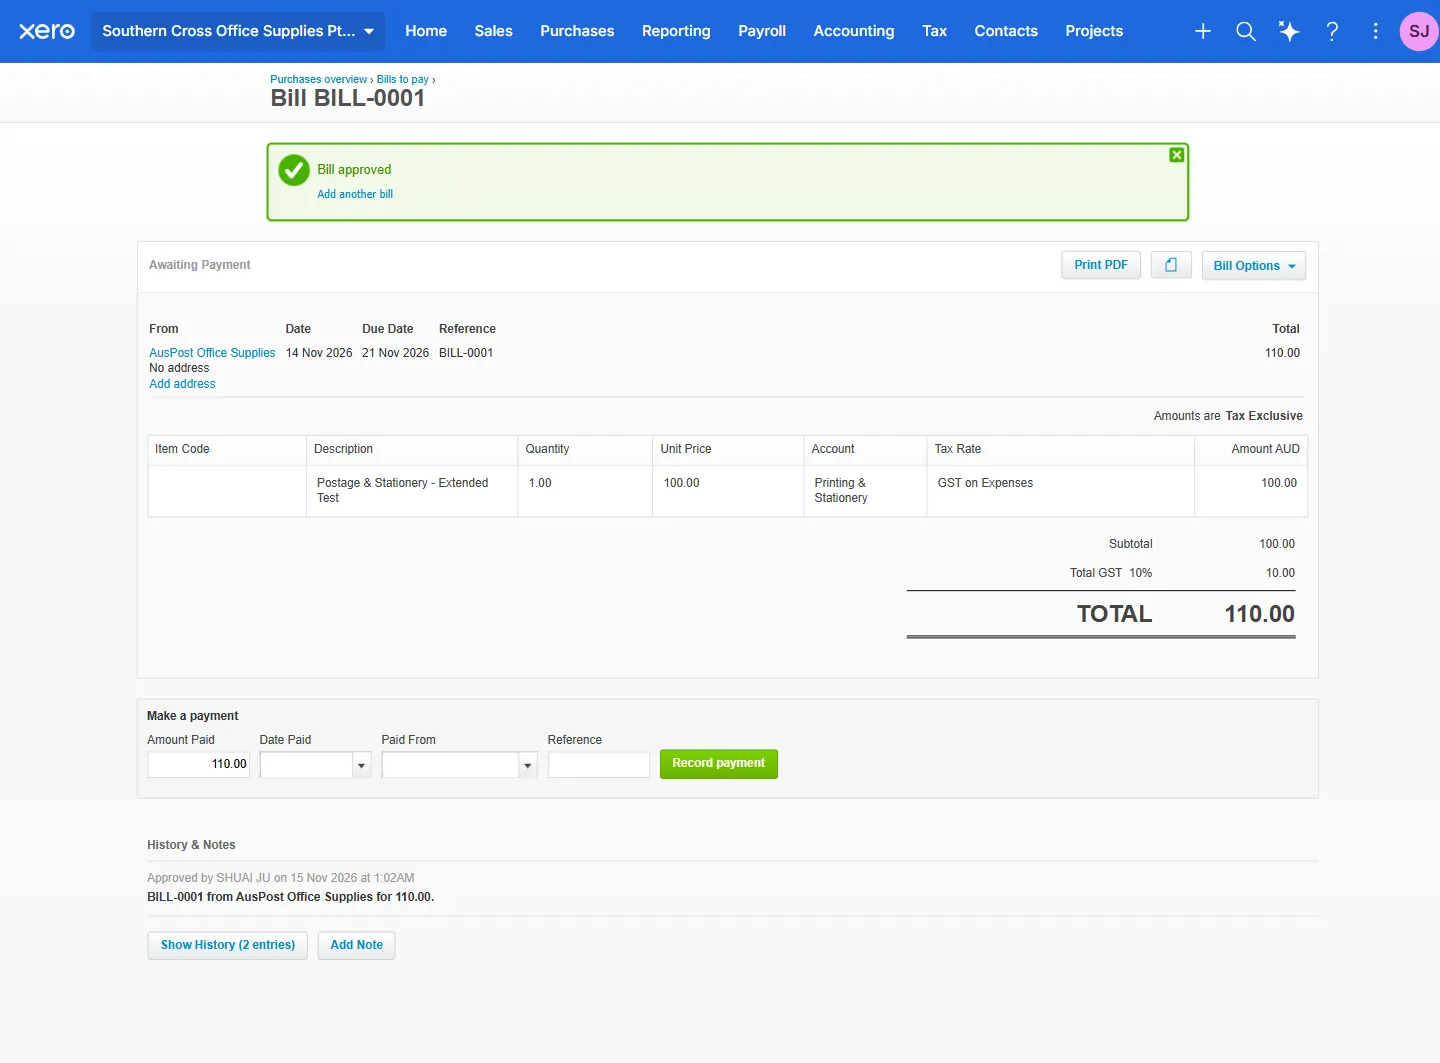 xero
Southern Cross Office Supplies Pt...
Home
Sales
Purchases
Reporting
Payroll
Accounting
Tax
Contacts
Projects
SJ
Purchases overview › Bills to pay ›
Bill BILL-0001
Bill approved
Add another bill
Awaiting Payment
Print PDF
Bill Options
From Date Due Date Reference Total
AusPost Office Supplies 14 Nov 2026 21 Nov 2026 BILL-0001 110.00
No address
Add address
Amounts are Tax Exclusive
Item Code Description Quantity Unit Price Account Tax Rate Amount AUD
Postage & Stationery - Extended Test 1.00 100.00 Printing & Stationery GST on Expenses 100.00
Subtotal 100.00
Total GST 10% 10.00
TOTAL 110.00
Make a payment
Amount Paid Date Paid Paid From Reference
110.00
Record payment
History & Notes
Approved by SHUAI JU on 15 Nov 2026 at 1:02AM
BILL-0001 from AusPost Office Supplies for 110.00.
Show History (2 entries)
Add Note